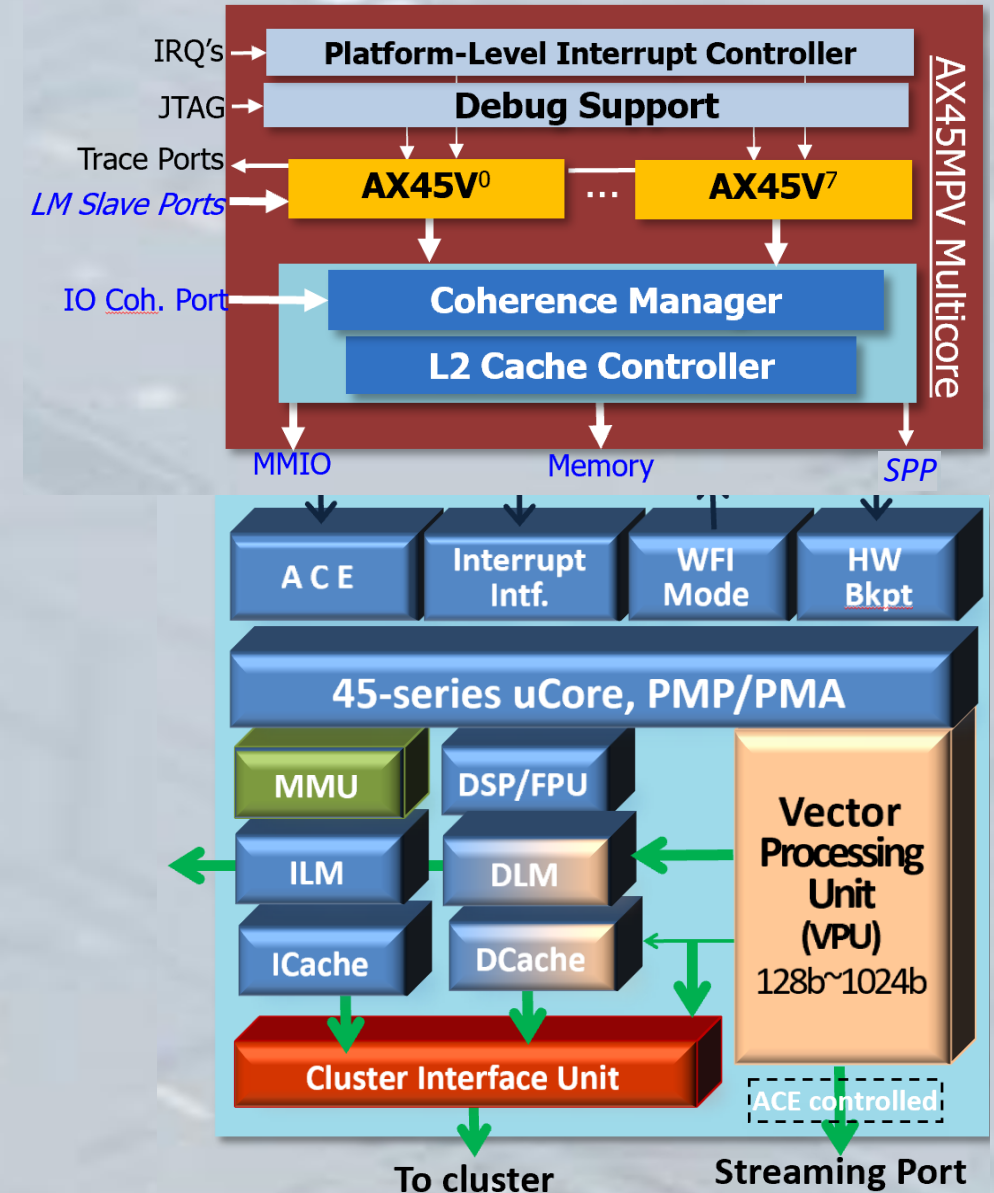 IRQ's
Platform-Level Interrupt Controller
JTAG
Debug Support
Trace Ports
LM Slave Ports
AX45V0
...
AX45V7
AX45MPV Multicore
IO Coh. Port
Coherence Manager
L2 Cache Controller
MMIO
Memory
SPP
ACE
Interrupt
Intf.
WFI
Mode
HW
Bkpt
45-series uCore, PMP/PMA
MMU
DSP/FPU
ILM
DLM
ICache
DCache
Vector
Processing
Unit
(VPU)
128b~1024b
Cluster Interface Unit
ACE controlled
To cluster
Streaming Port